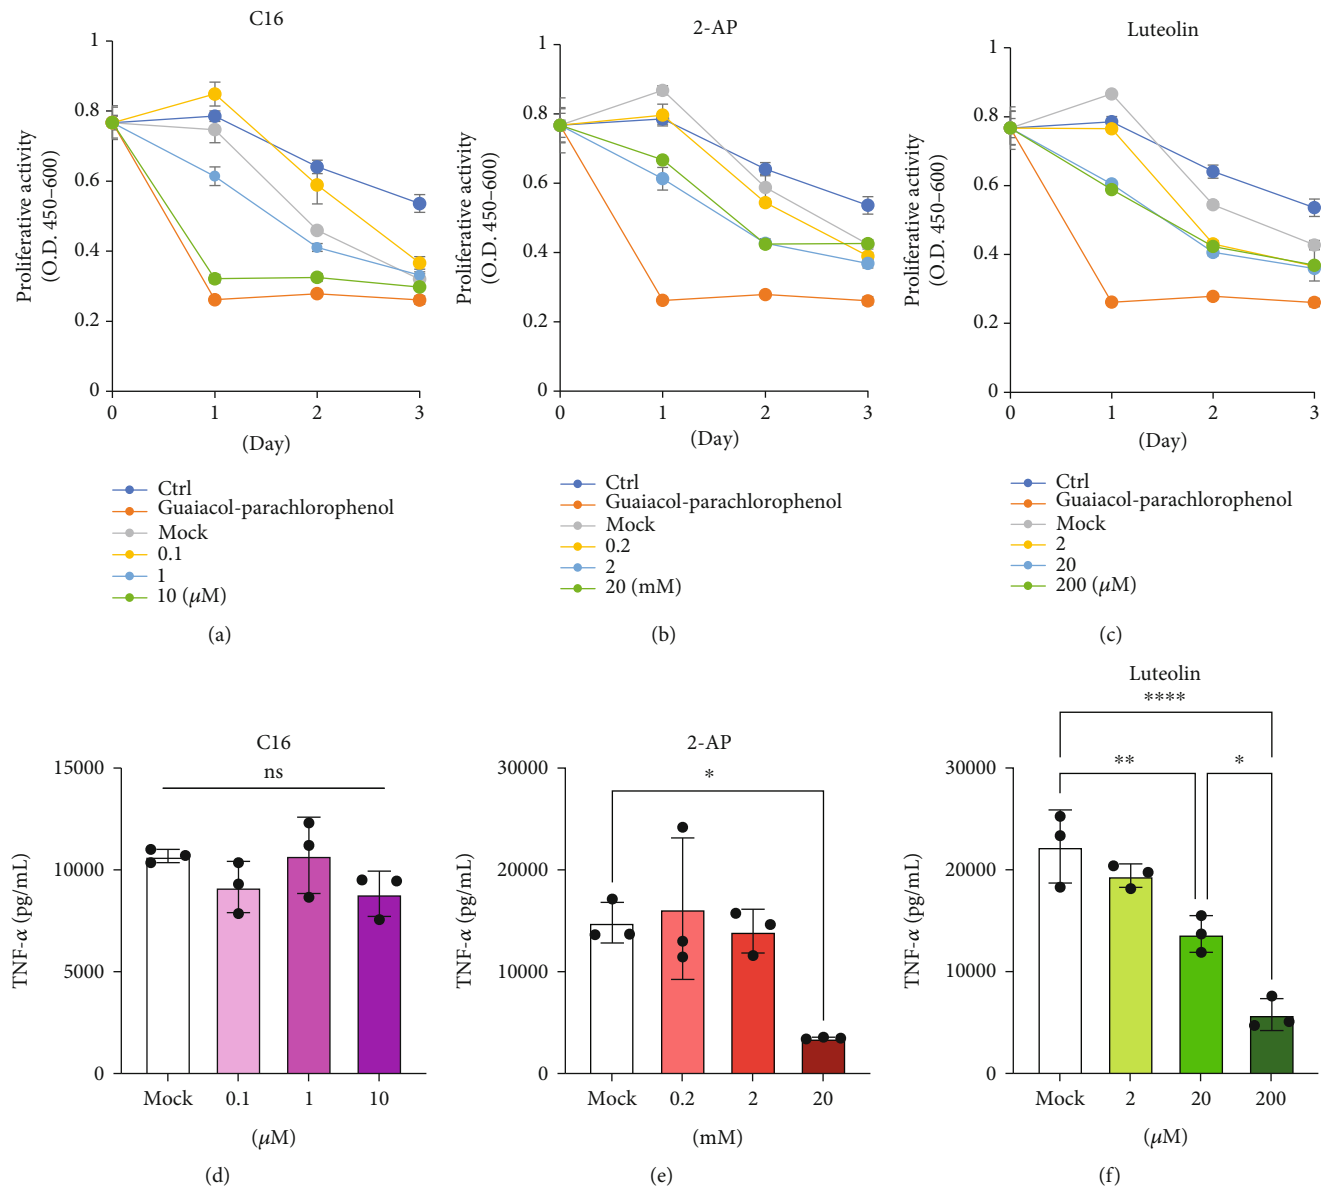 C16
1
0.8
0.6
0.4
0.2
0
Proliferative activity
(O.D. 450–600)
0 1 2 3
(Day)
Ctrl
Guaiacol-parachlorophenol
Mock
0.1
1
10 (μM)
(a)
2-AP
1
0.8
0.6
0.4
0.2
0
Proliferative activity
(O.D. 450–600)
0 1 2 3
(Day)
Ctrl
Guaiacol-parachlorophenol
Mock
0.2
2
20 (mM)
(b)
Luteolin
1
0.8
0.6
0.4
0.2
0
Proliferative activity
(O.D. 450–600)
0 1 2 3
(Day)
Ctrl
Guaiacol-parachlorophenol
Mock
2
20
200 (μM)
(c)
C16
ns
15000
10000
5000
0
TNF-α (pg/mL)
Mock 0.1 1 10
(μM)
(d)
2-AP
*
30000
20000
10000
0
TNF-α (pg/mL)
Mock 0.2 2 20
(mM)
(e)
Luteolin
****
** *
30000
20000
10000
0
TNF-α (pg/mL)
Mock 2 20 200
(μM)
(f)